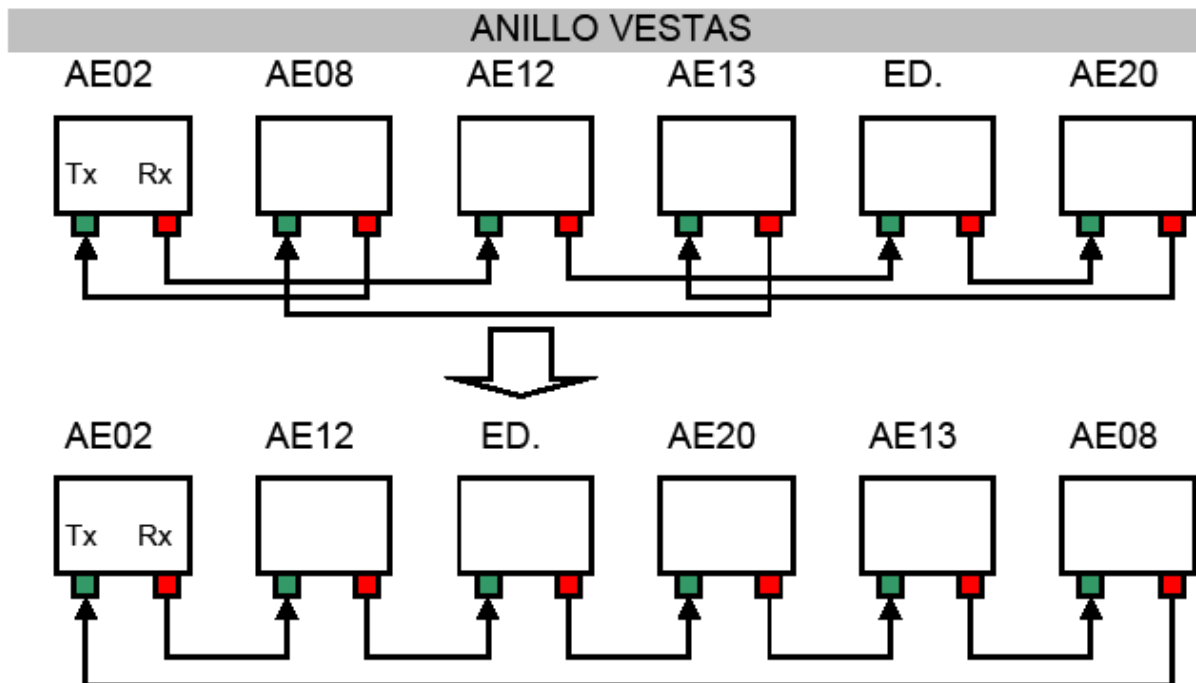 ANILLO VESTAS
AE02 AE08 AE12 AE13 ED. AE20
Tx Rx
AE02 AE12 ED. AE20 AE13 AE08
Tx Rx